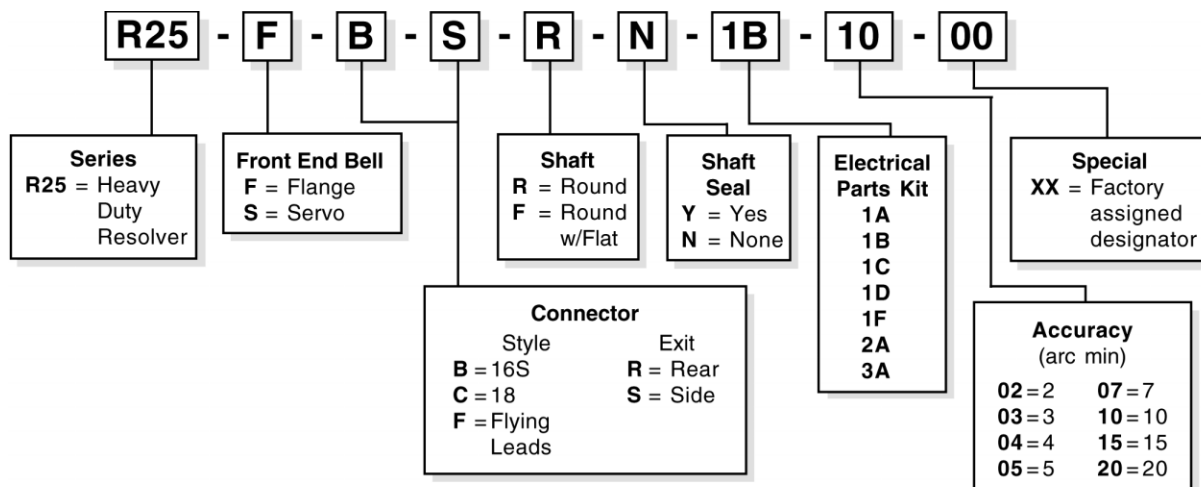 R25 - F - B - S - R - N - 1B - 10 - 00
Series
R25 = Heavy
Duty
Resolver
Front End Bell
F = Flange
S = Servo
Shaft
R = Round
F = Round
w/Flat
Shaft
Seal
Y = Yes
N = None
Electrical
Parts Kit
1A
1B
1C
1D
1F
2A
3A
Special
XX = Factory
assigned
designator
Connector
Style Exit
B = 16S R = Rear
C = 18 S = Side
F = Flying
Leads
Accuracy
(arc min)
02 = 2 07 = 7
03 = 3 10 = 10
04 = 4 15 = 15
05 = 5 20 = 20